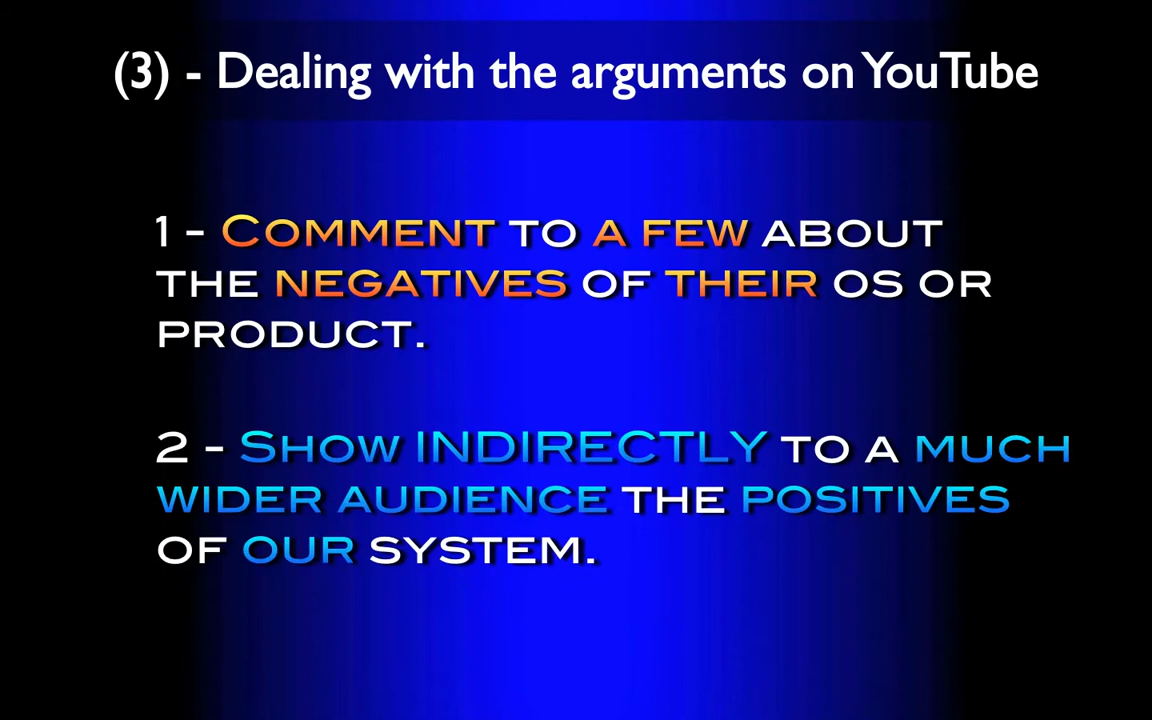 (3) - Dealing with the arguments on YouTube
1 - COMMENT TO A FEW ABOUT
THE NEGATIVES OF THEIR OS OR
PRODUCT.
2 - SHOW INDIRECTLY TO A MUCH
WIDER AUDIENCE THE POSITIVES
OF OUR SYSTEM.